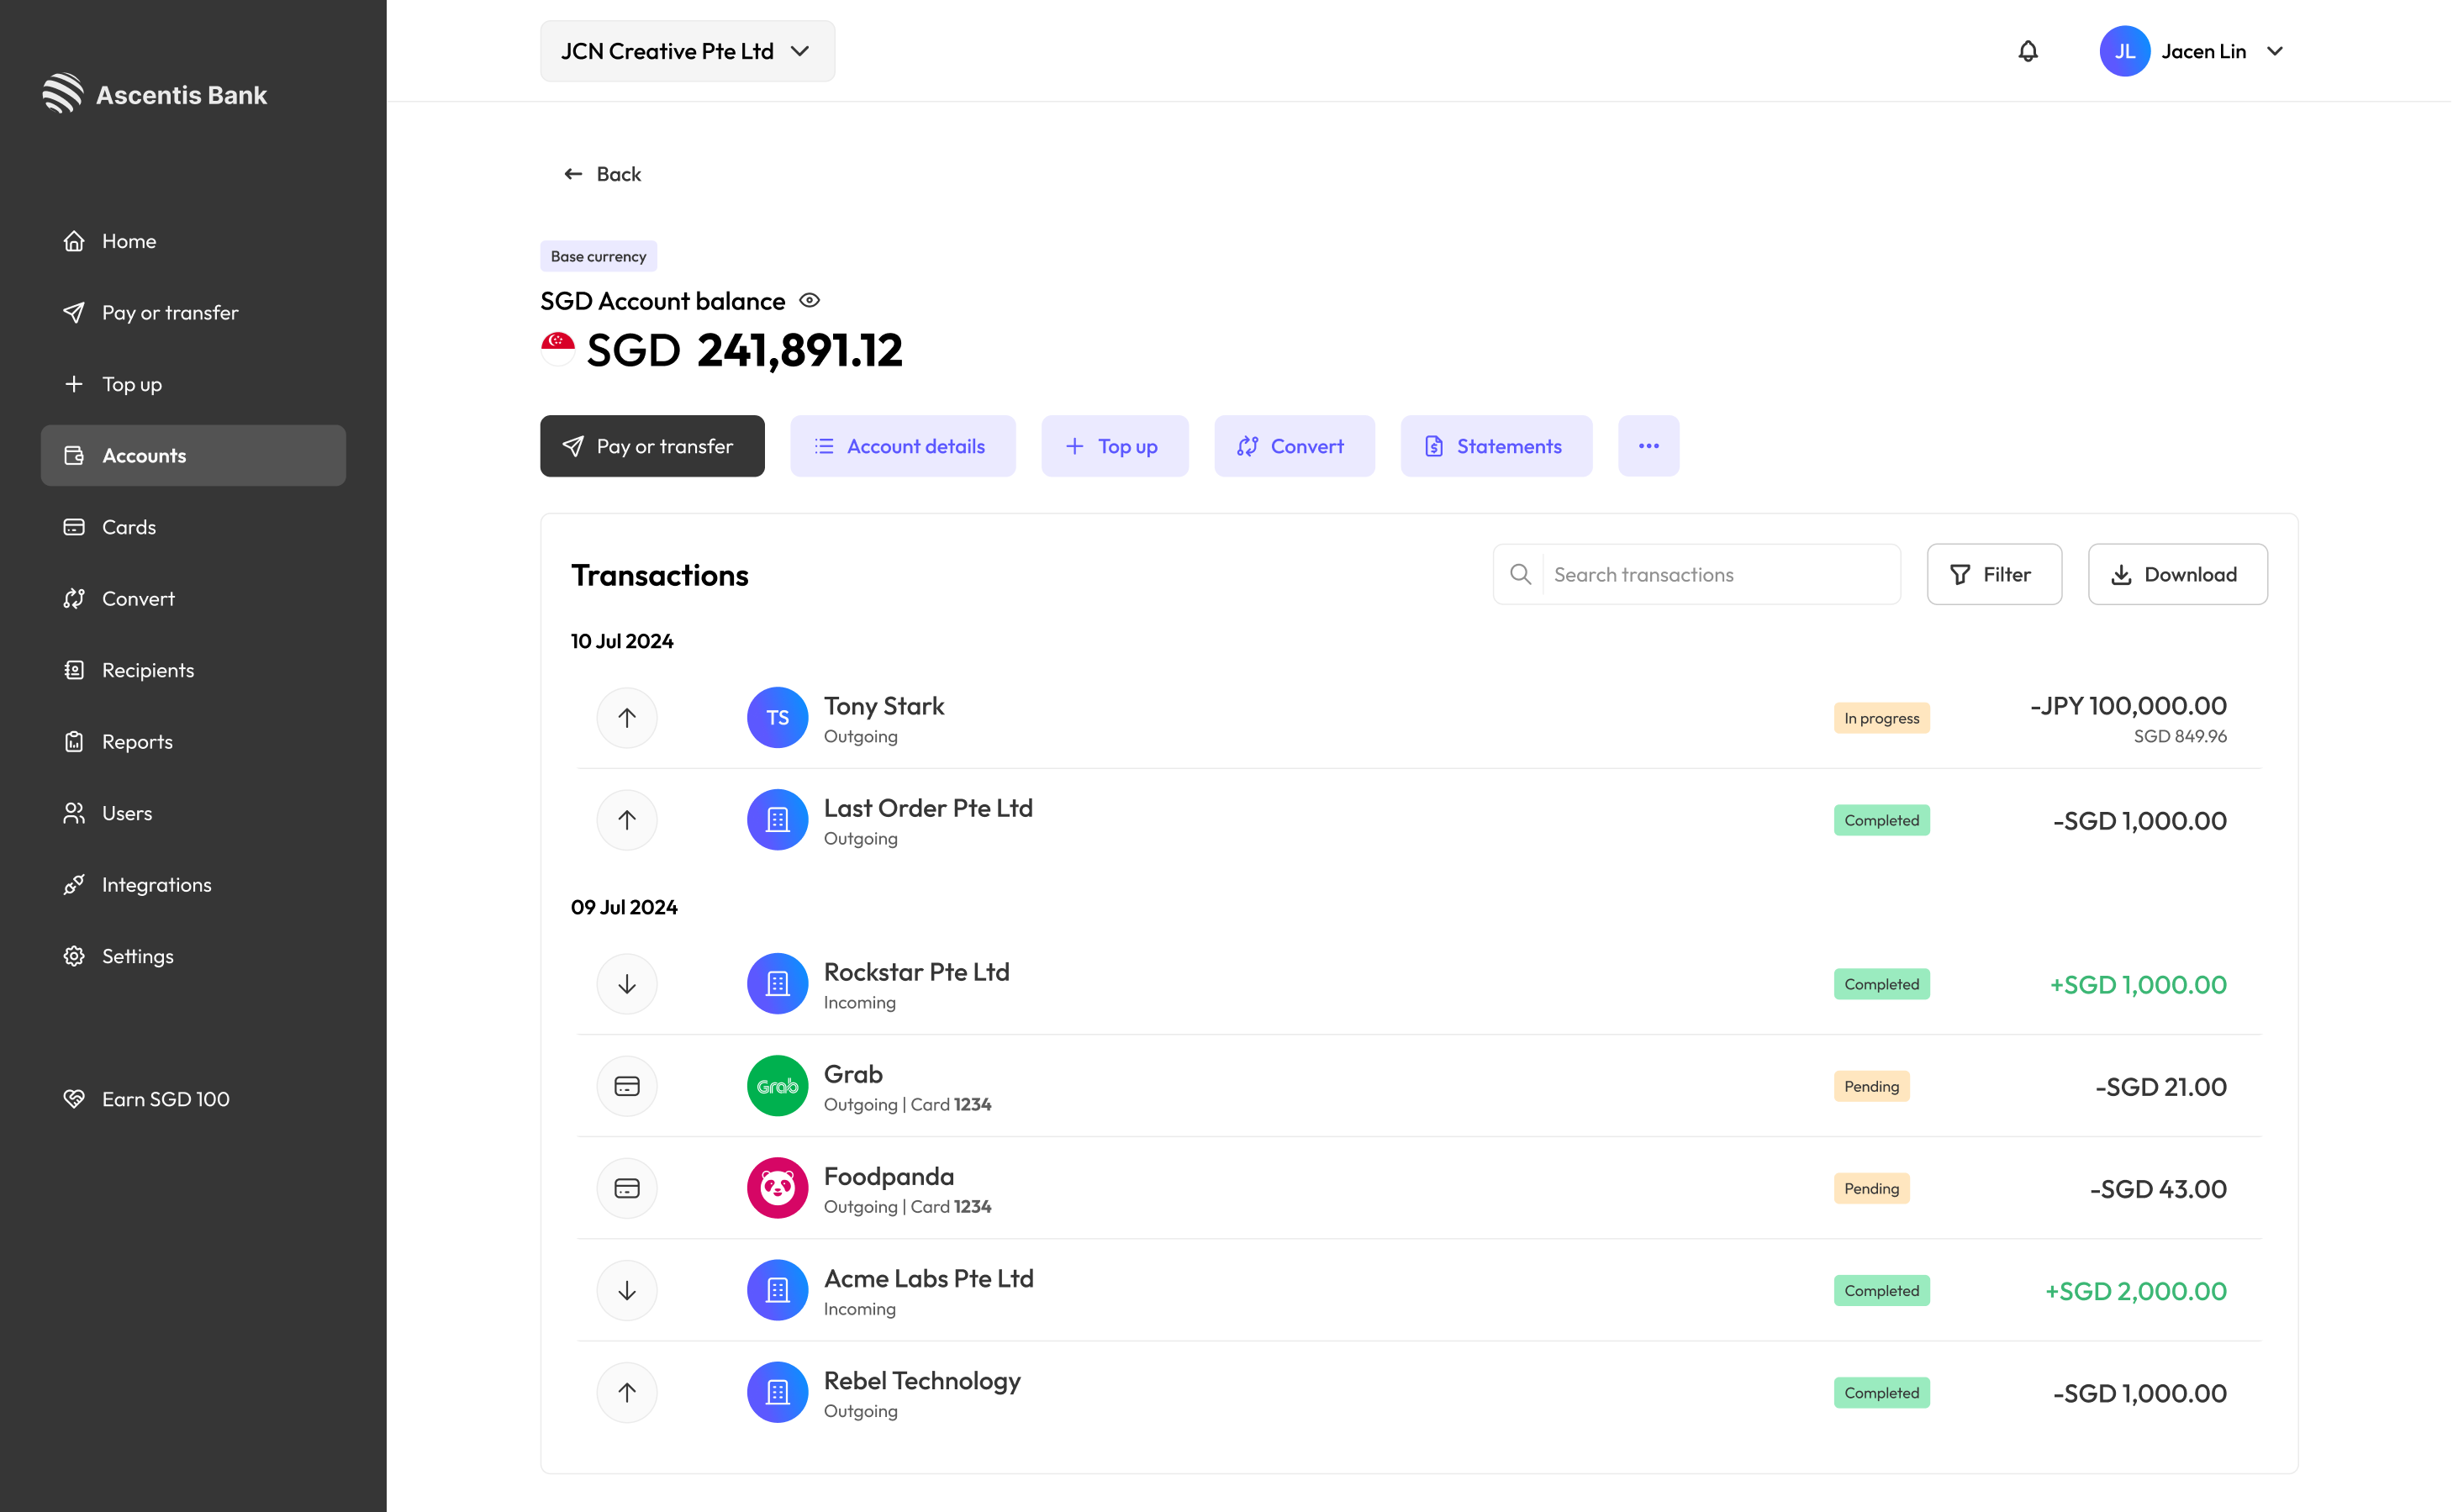 Ascentis Bank
Home
Pay or transfer
Top up
Accounts
Cards
Convert
Recipients
Reports
Users
Integrations
Settings
Earn SGD 100
JCN Creative Pte Ltd
JL Jacen Lin
Back
Base currency
SGD Account balance
SGD 241,891.12
Pay or transfer Account details Top up Convert Statements
Transactions Search transactions Filter Download
10 Jul 2024
TS Tony Stark In progress -JPY 100,000.00
Outgoing SGD 849.96
Last Order Pte Ltd Completed -SGD 1,000.00
Outgoing
09 Jul 2024
Rockstar Pte Ltd Completed +SGD 1,000.00
Incoming
Grab Grab Pending -SGD 21.00
Outgoing | Card 1234
Foodpanda Pending -SGD 43.00
Outgoing | Card 1234
Acme Labs Pte Ltd Completed +SGD 2,000.00
Incoming
Rebel Technology Completed -SGD 1,000.00
Outgoing